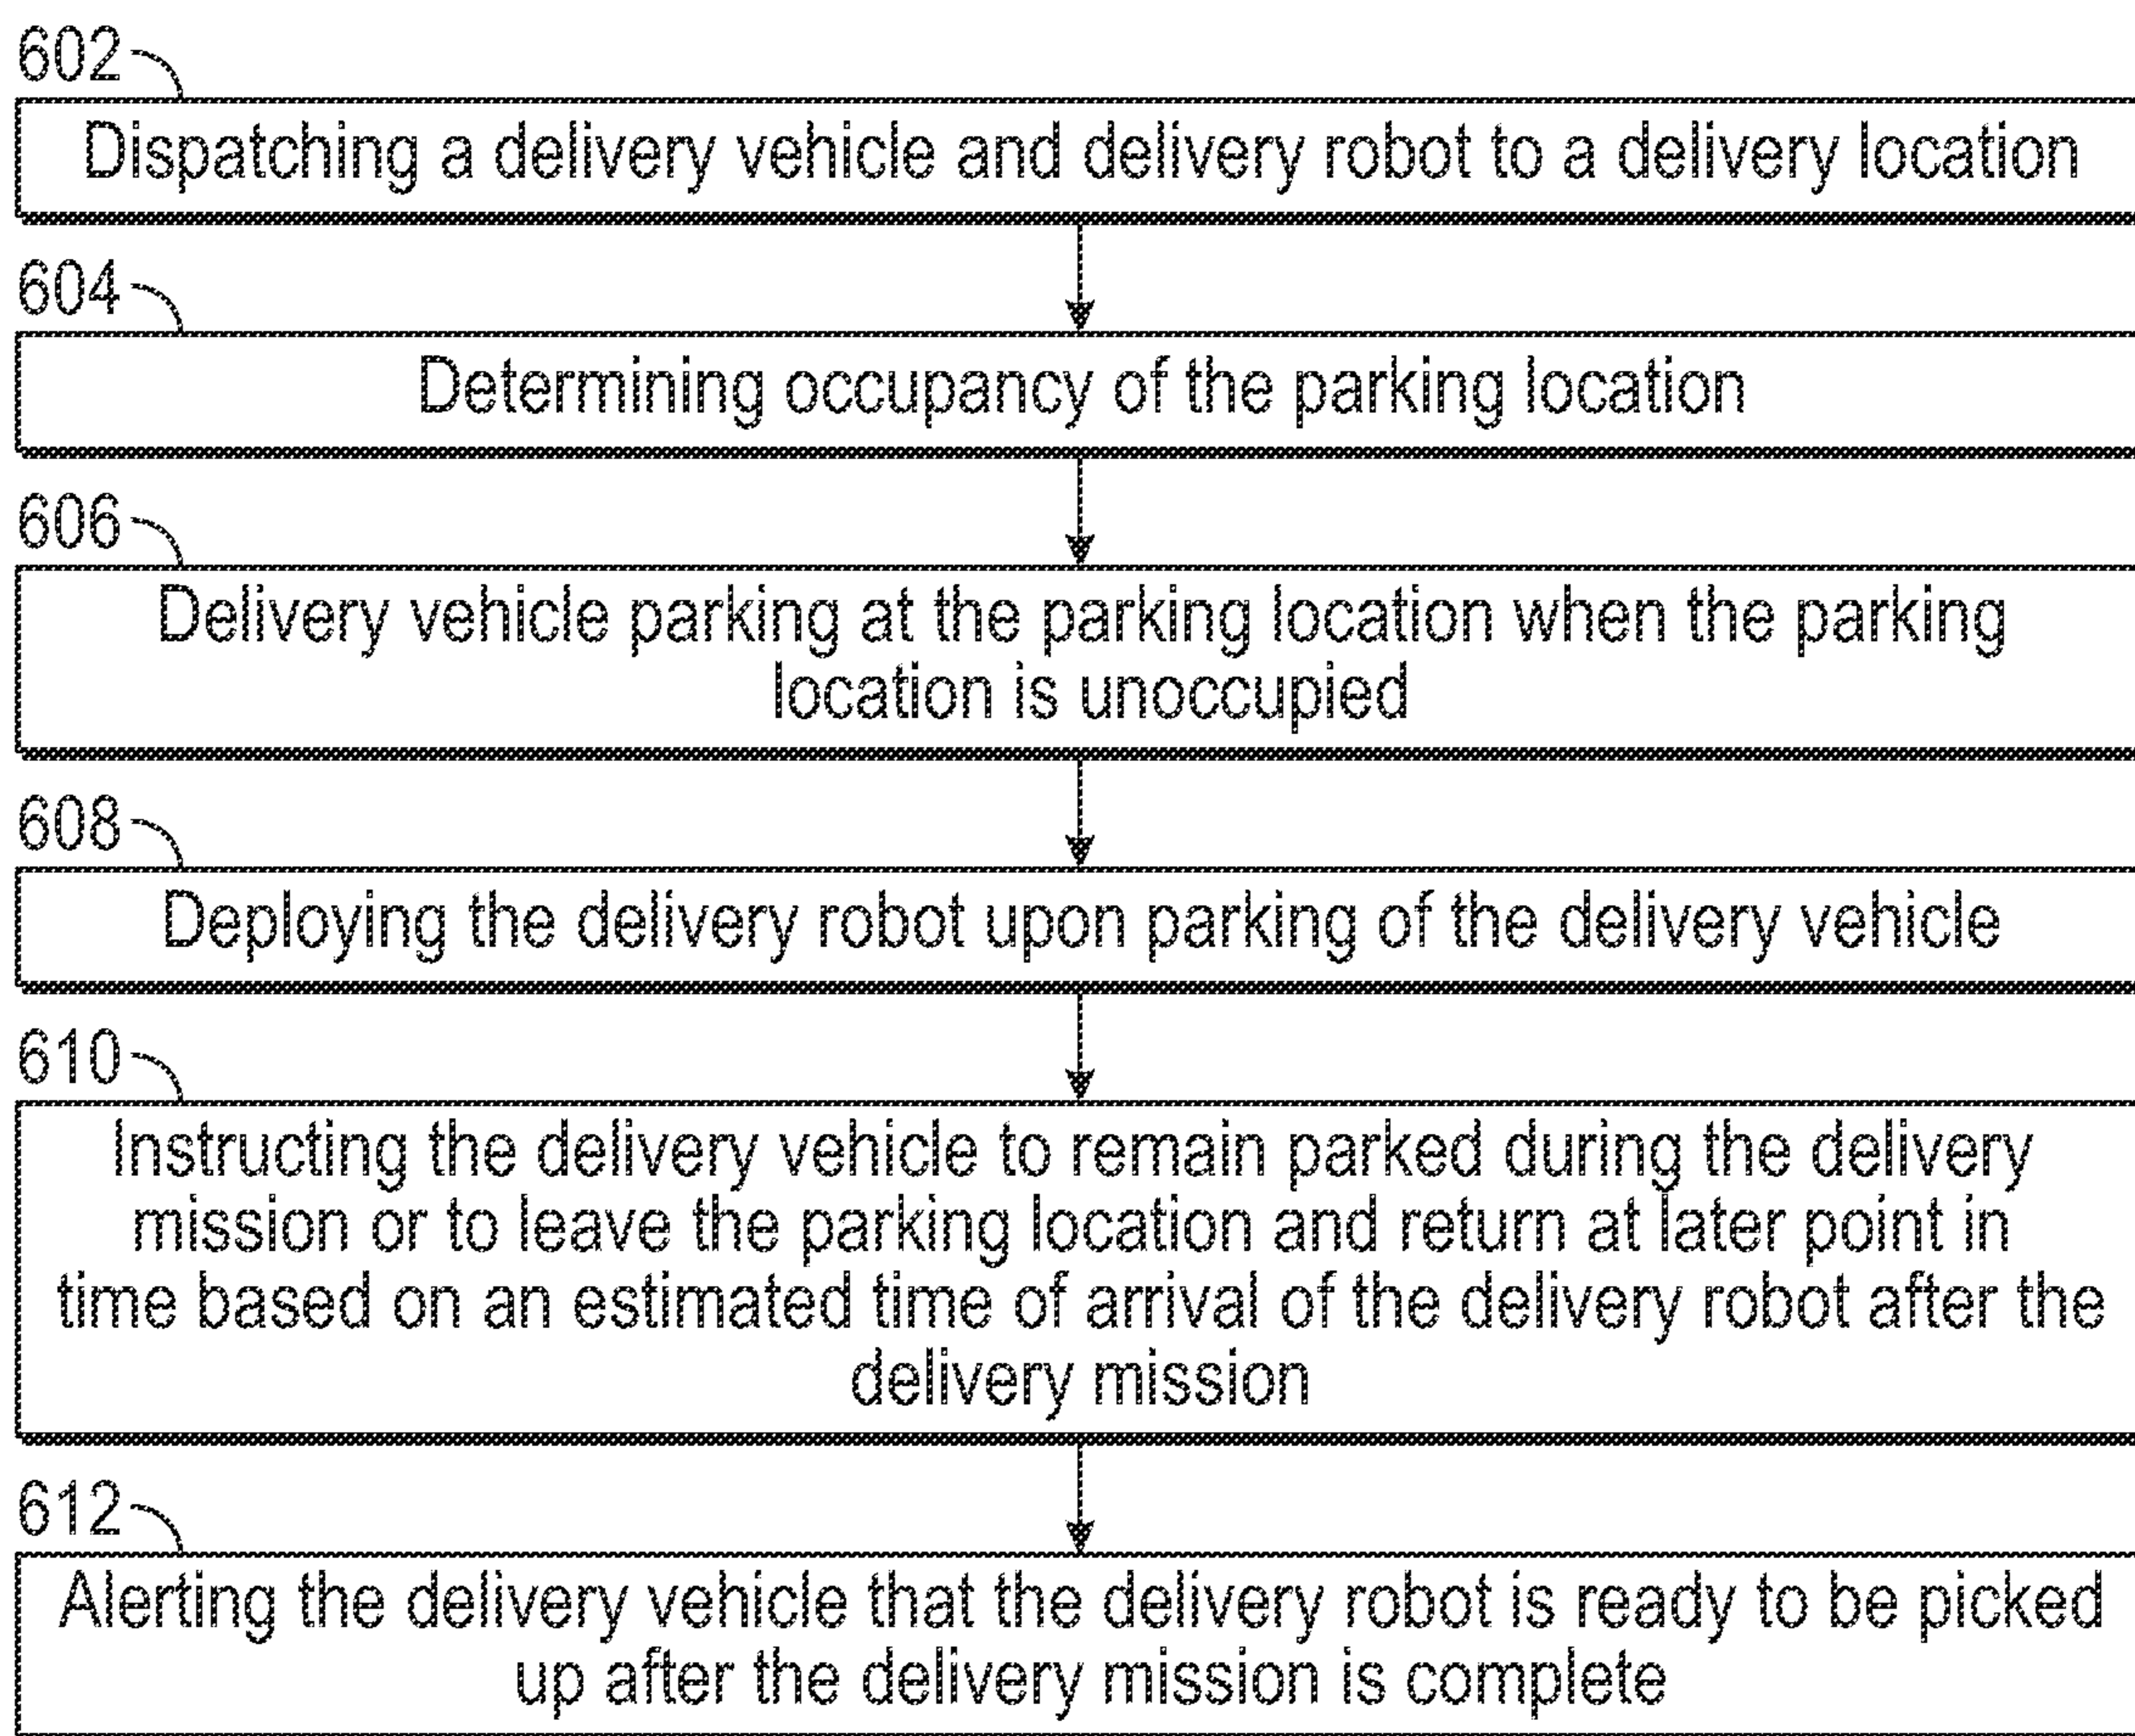 602
Dispatching a delivery vehicle and delivery robot to a delivery location
604
Determining occupancy of the parking location
606
Delivery vehicle parking at the parking location when the parking
location is unoccupied
608
Deploying the delivery robot upon parking of the delivery vehicle
610
Instructing the delivery vehicle to remain parked during the delivery
mission or to leave the parking location and return at later point in
time based on an estimated time of arrival of the delivery robot after the
delivery mission
612
Alerting the delivery vehicle that the delivery robot is ready to be picked
up after the delivery mission is complete